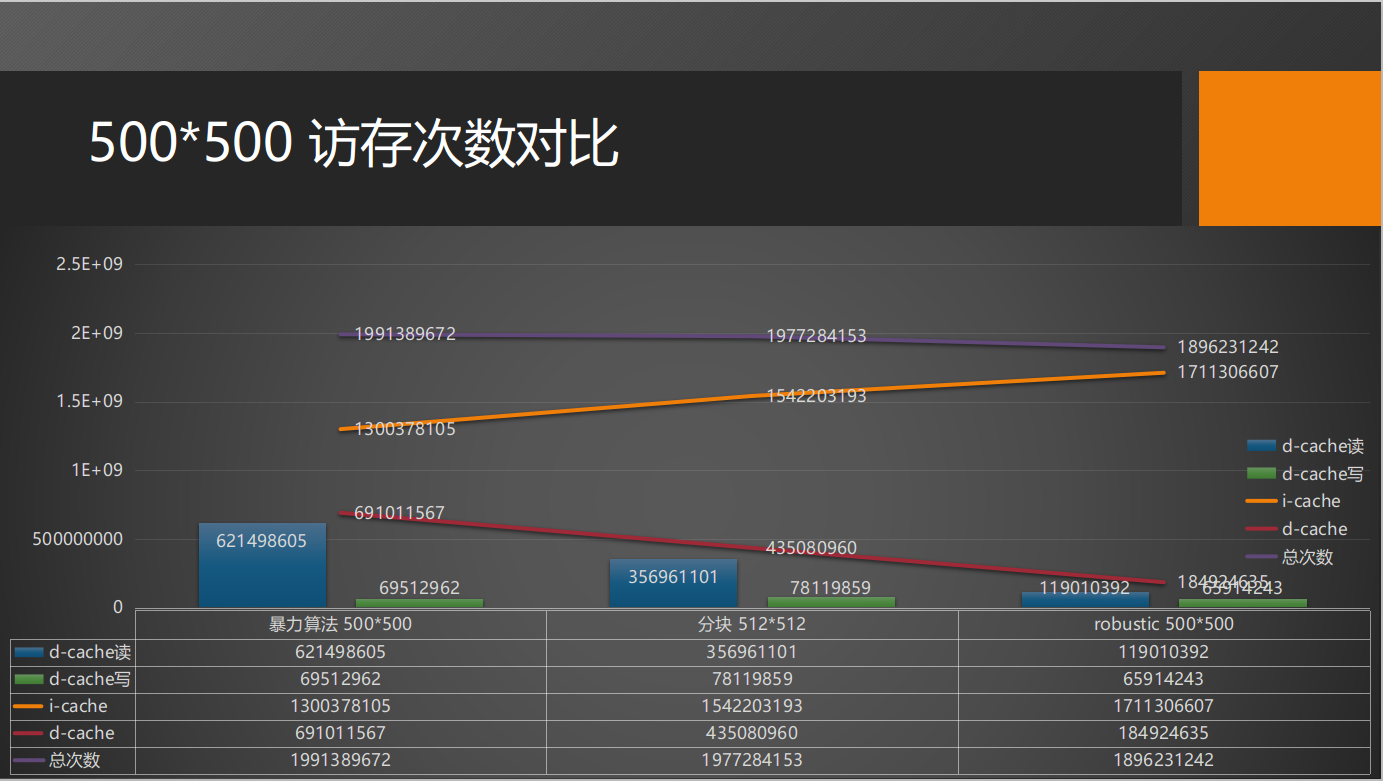 500*500 访存次数对比
2.5E+09
2E+09
1.5E+09
1E+09
500000000
0
1991389672
1977284153
1896231242
1711306607
1542203193
1300378105
691011567
435080960
184924635
621498605
69512962
356961101
78119859
119010392
65914243
d-cache读
d-cache写
i-cache
d-cache
总次数
暴力算法 500*500 分块 512*512 robustic 500*500
d-cache读 621498605 356961101 119010392
d-cache写 69512962 78119859 65914243
i-cache 1300378105 1542203193 1711306607
d-cache 691011567 435080960 184924635
总次数 1991389672 1977284153 1896231242